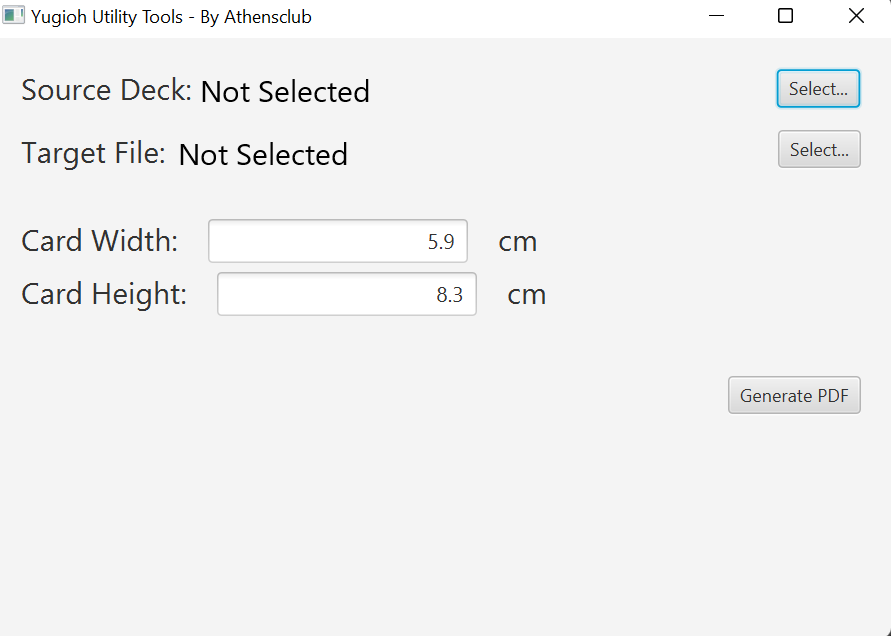 Yugioh Utility Tools - By Athensclub
Source Deck: Not Selected Select...
Target File: Not Selected Select...
Card Width: 5.9 cm
Card Height: 8.3 cm
Generate PDF